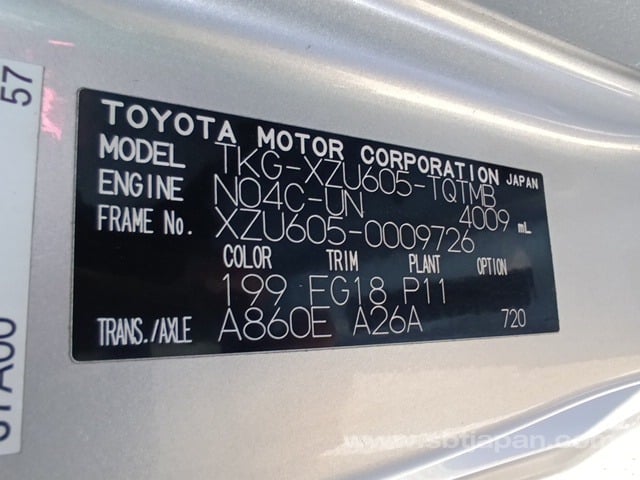 57
TOYOTA MOTOR CORPORATION JAPAN
MODEL TKG-XZU605-TQTMB
ENGINE N04C-UN 4009 mL
FRAME No. XZU605-0009726
COLOR TRIM PLANT OPTION
199 FG18 P11
TRANS./AXLE A860E A26A 720
www.sbtjapan.com